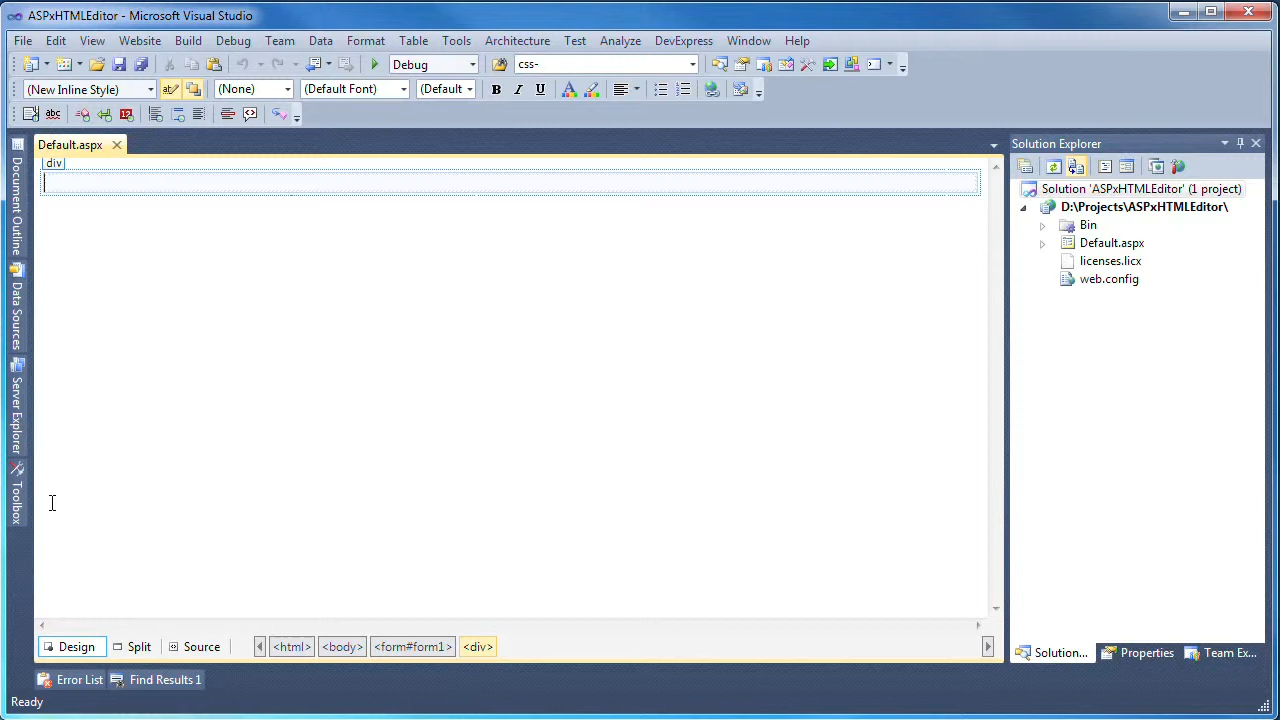 ASPxHTMLEditor - Microsoft Visual Studio
File Edit View Website Build Debug Team Data Format Table Tools Architecture Test Analyze DevExpress Window Help
Debug css-
(New Inline Style) ab (None) (Default Font) (Default B I U
abc 12
Default.aspx
div
Document Outline
Data Sources
Server Explorer
Toolbox
Design Split Source <html> <body> <form#form1> <div>
Solution Explorer
Solution 'ASPxHTMLEditor' (1 project)
D:\Projects\ASPxHTMLEditor\
Bin
Default.aspx
licenses.licx
web.config
Solution... Properties Team Ex...
Error List Find Results 1
Ready